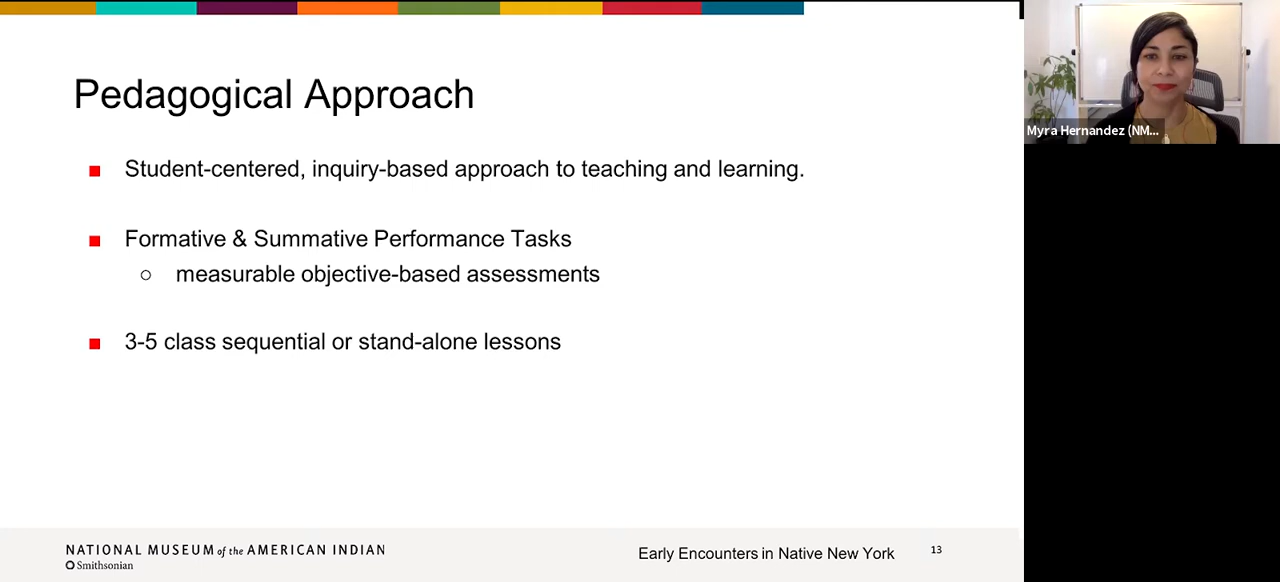 Pedagogical Approach
Student-centered, inquiry-based approach to teaching and learning.
Formative & Summative Performance Tasks
measurable objective-based assessments
3-5 class sequential or stand-alone lessons
NATIONAL MUSEUM of the AMERICAN INDIAN
Smithsonian
Early Encounters in Native New York
13
Myra Hernandez (NM...